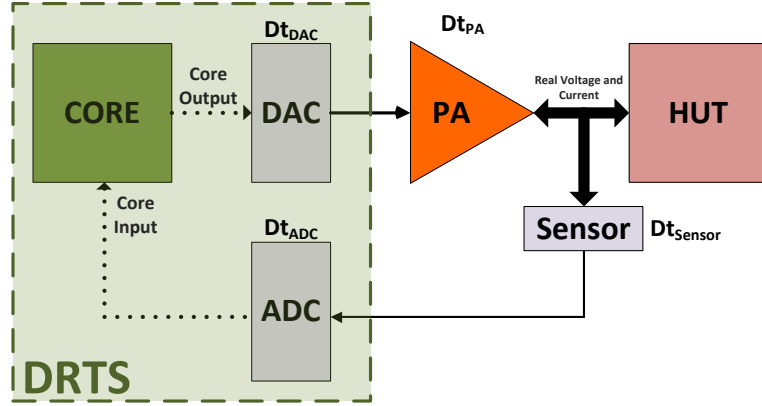 Dt_DAC
Dt_PA
CORE
Core
Output
DAC
PA
Real Voltage and
Current
HUT
Core
Input
Dt_ADC
ADC
Sensor
Dt_Sensor
DRTS